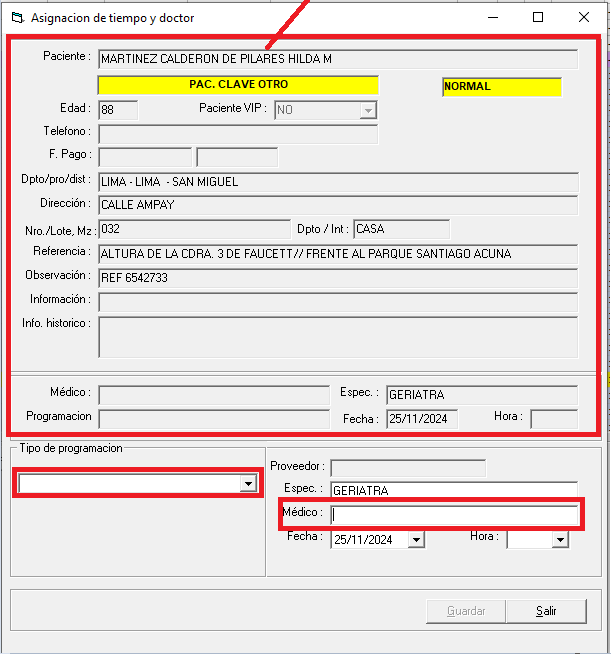 Asignacion de tiempo y doctor
Paciente : MARTINEZ CALDERON DE PILARES HILDA M
PAC. CLAVE OTRO NORMAL
Edad : 88 Paciente VIP : NO
Telefono :
F. Pago :
Dpto/pro/dist : LIMA - LIMA - SAN MIGUEL
Dirección : CALLE AMPAY
Nro./Lote, Mz : 032 Dpto / Int : CASA
Referencia : ALTURA DE LA CDRA. 3 DE FAUCETT// FRENTE AL PARQUE SANTIAGO ACUNA
Observación : REF 6542733
Información :
Info. historico :
Médico : Espec. : GERIATRA
Programacion Fecha : 25/11/2024 Hora :
Tipo de programacion
Proveedor :
Espec. : GERIATRA
Médico :
Fecha : 25/11/2024 Hora :
Guardar Salir